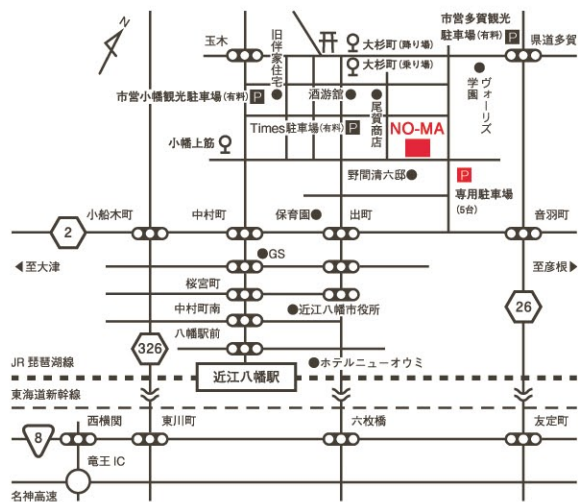 N
玉木
旧伴家住宅
大杉町(降り場)
大杉町(乗り場)
市営多賀観光
駐車場(有料) P
県道多賀
市営小幡観光駐車場(有料) P
酒游館
尾賀商店
ヴォーリズ
学園
Times駐車場(有料) P
NO-MA
小幡上筋
野間清六邸
P
専用駐車場
(5台)
小船木町
中村町
保育園
出町
音羽町
2
GS
至大津
至彦根
桜宮町
中村町南
近江八幡市役所
26
326
八幡駅前
JR 琵琶湖線
近江八幡駅
ホテルニューオウミ
東海道新幹線
8
西横関
東川町
六枚橋
友定町
竜王 IC
名神高速